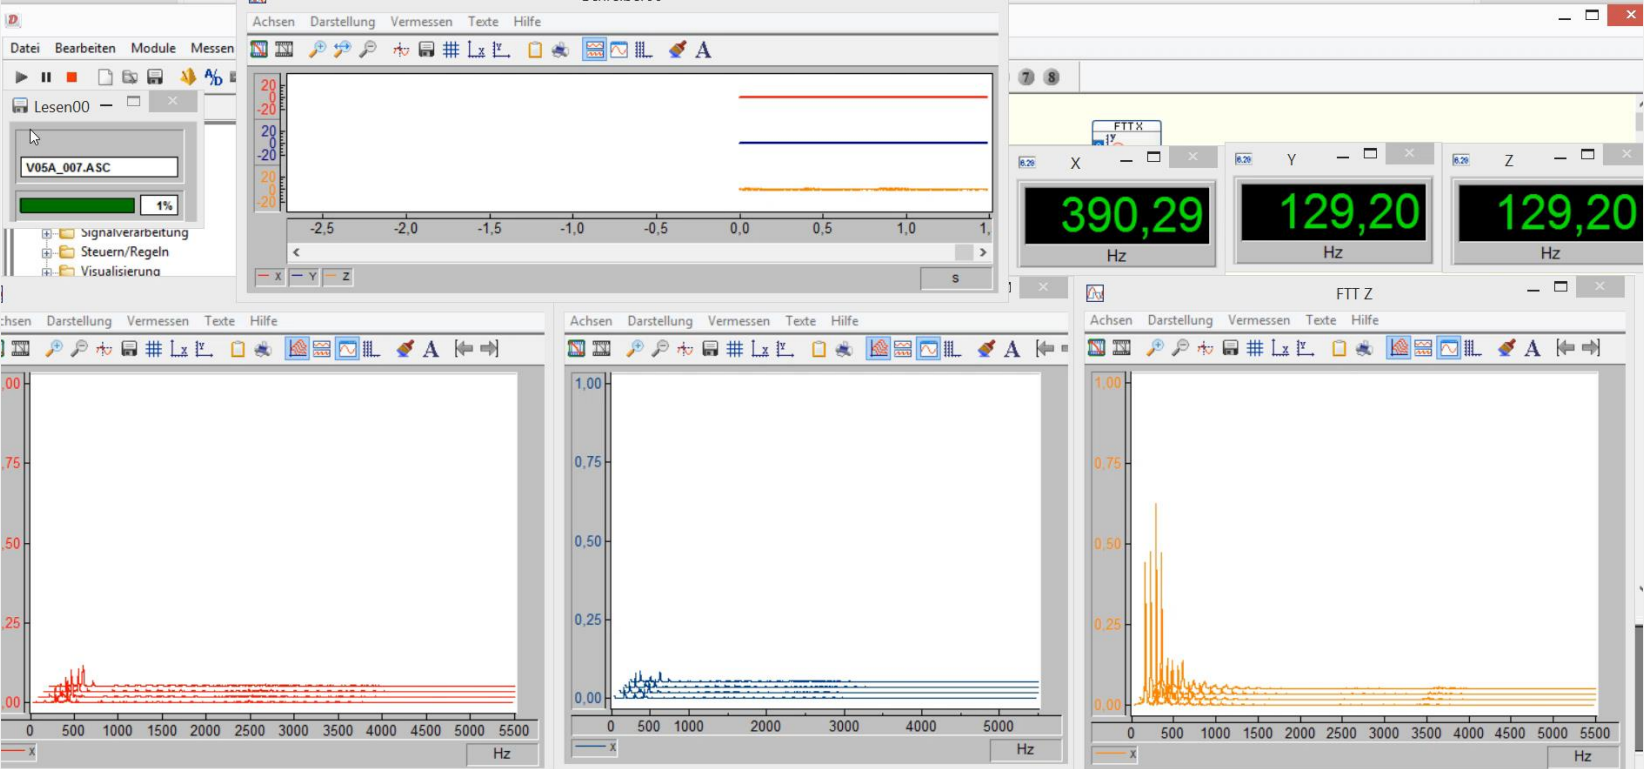 Achsen Darstellung Vermessen Texte Hilfe
Datei Bearbeiten Module Messen
7 8
Lesen00
V05A_007.ASC
1%
Signalverarbeitung
Steuern/Regeln
Visualisierung
20
0
-20
20
0
-20
20
0
-20
-2,5 -2,0 -1,5 -1,0 -0,5 0,0 0,5 1,0 1,
X Y Z
s
FTT X
X
390,29
Hz
Y
129,20
Hz
Z
129,20
Hz
Darstellung Vermessen Texte Hilfe
,00
,75
,50
,25
,00
0 500 1000 1500 2000 2500 3000 3500 4000 4500 5000 5500
X
Hz
Achsen Darstellung Vermessen Texte Hilfe
1,00
0,75
0,50
0,25
0,00
0 500 1000 2000 3000 4000 5000
X
Hz
FTT Z
Achsen Darstellung Vermessen Texte Hilfe
1,00
0,75
0,50
0,25
0,00
0 500 1000 1500 2000 2500 3000 3500 4000 4500 5000 5500
X
Hz